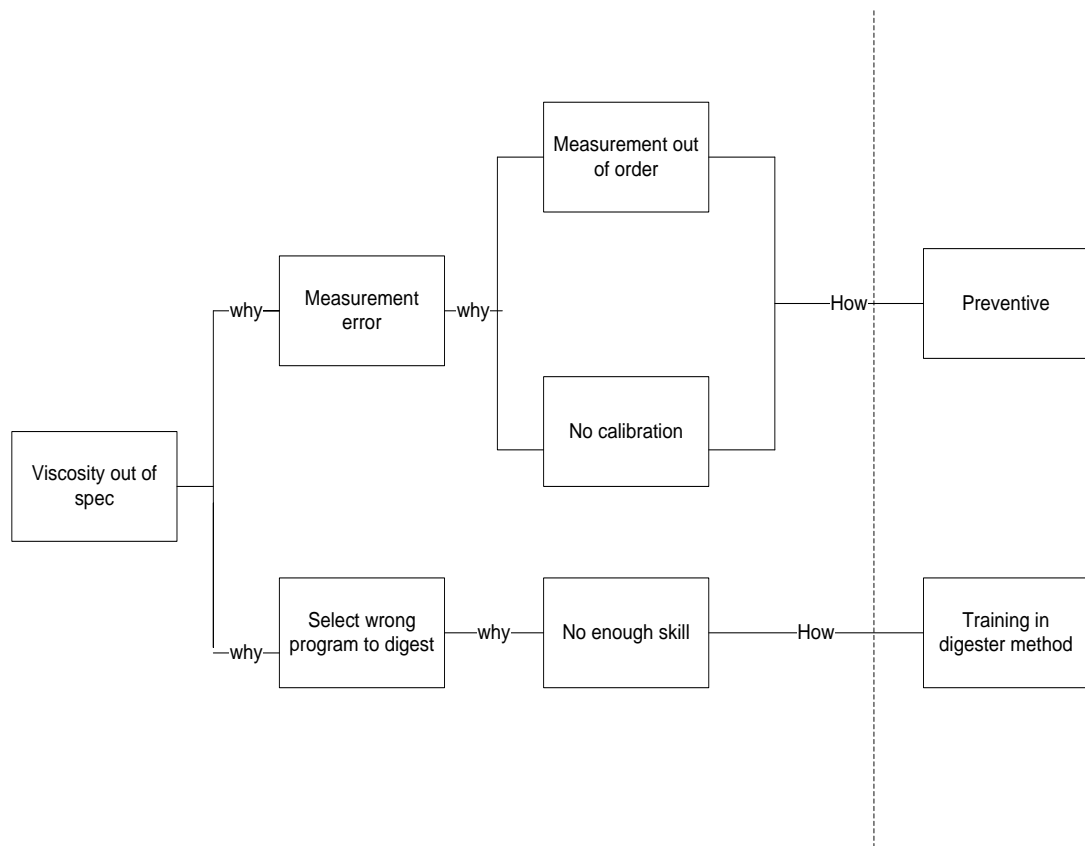 Measurement out
of order
Measurement
error
why
why
How
Preventive
No calibration
Viscosity out of
spec
why
Select wrong
program to digest
why
No enough skill
How
Training in
digester method